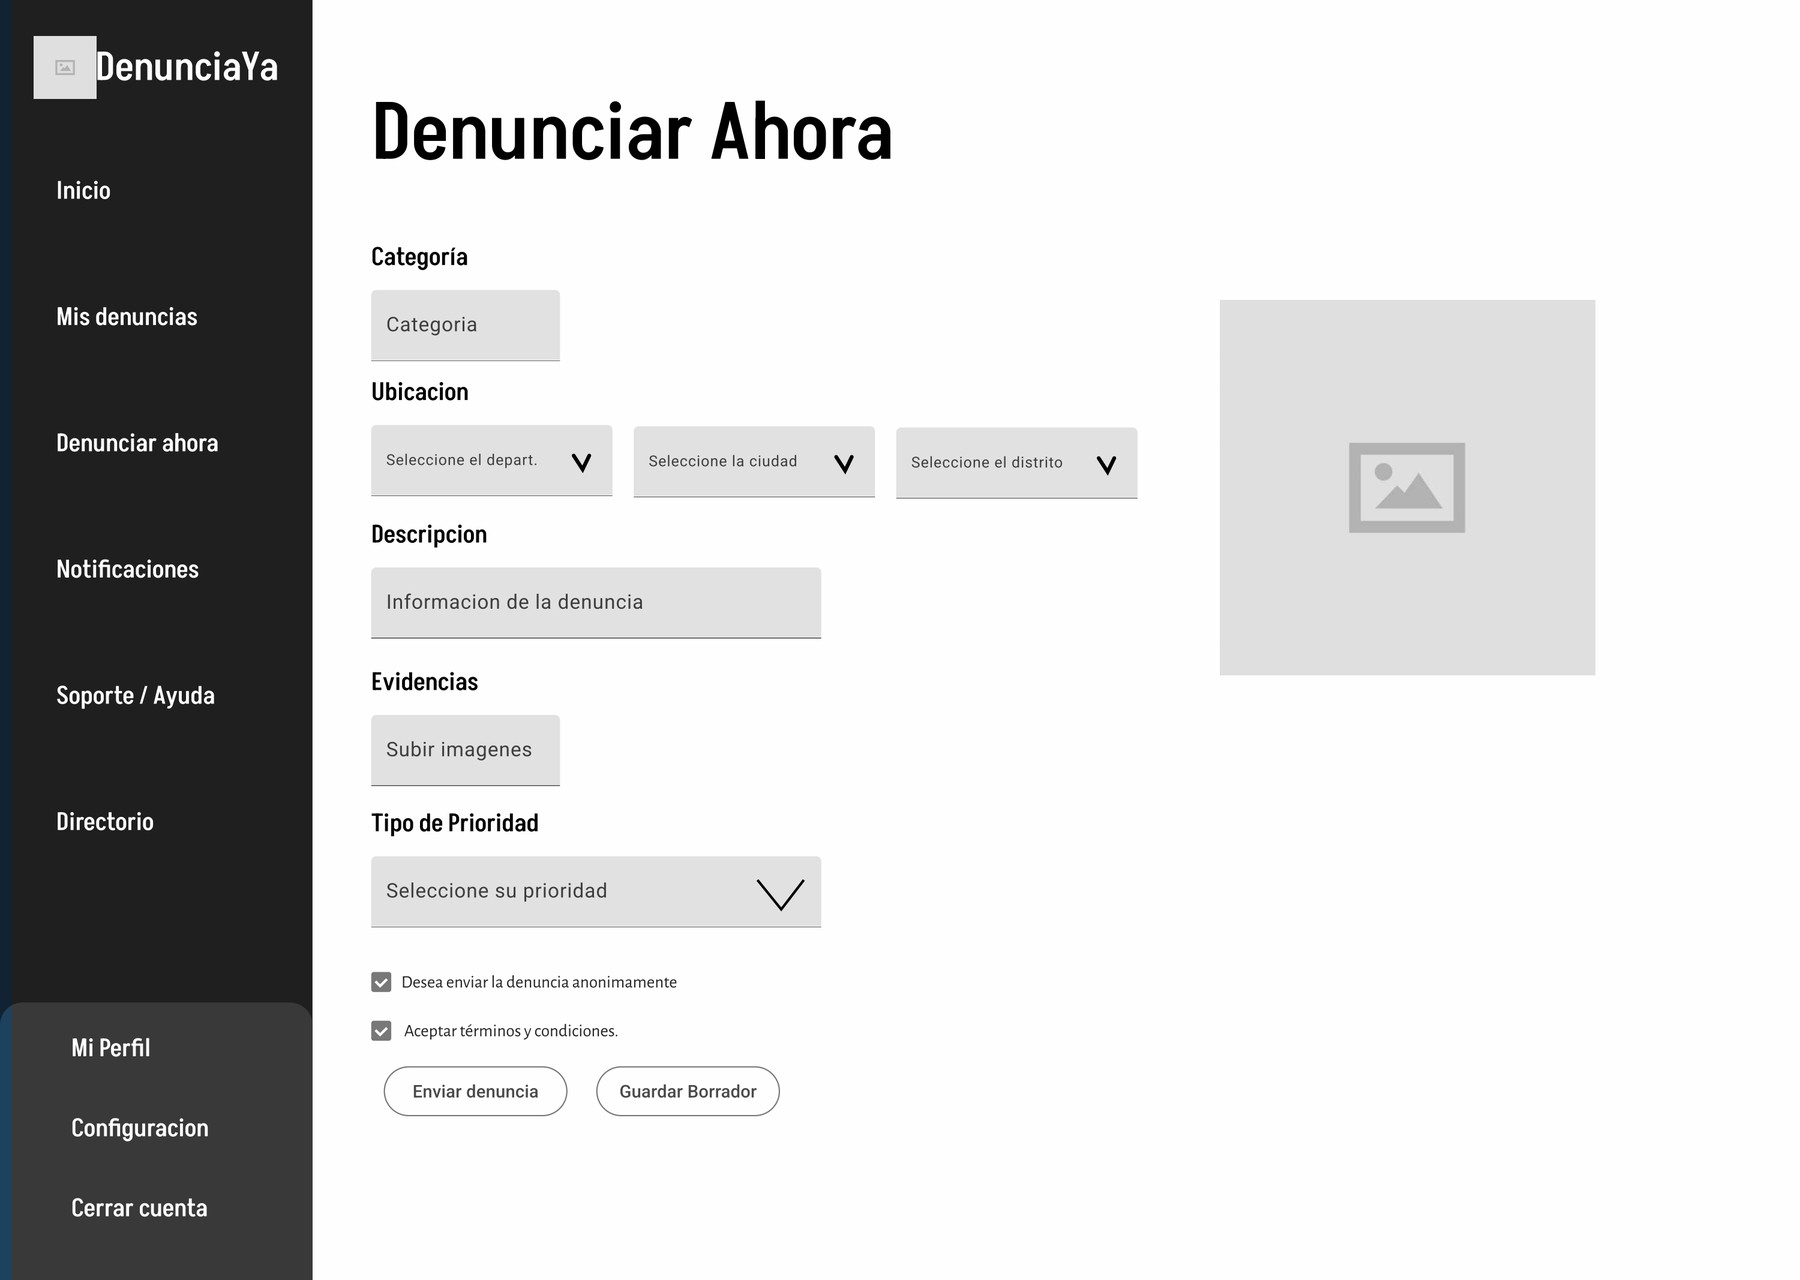 DenunciaYa
Inicio
Mis denuncias
Denunciar ahora
Notificaciones
Soporte / Ayuda
Directorio
Mi Perfil
Configuracion
Cerrar cuenta
Denunciar Ahora
Categoría
Categoria
Ubicacion
Seleccione el depart.
Seleccione la ciudad
Seleccione el distrito
Descripcion
Informacion de la denuncia
Evidencias
Subir imagenes
Tipo de Prioridad
Seleccione su prioridad
Desea enviar la denuncia anonimamente
Aceptar términos y condiciones.
Enviar denuncia
Guardar Borrador